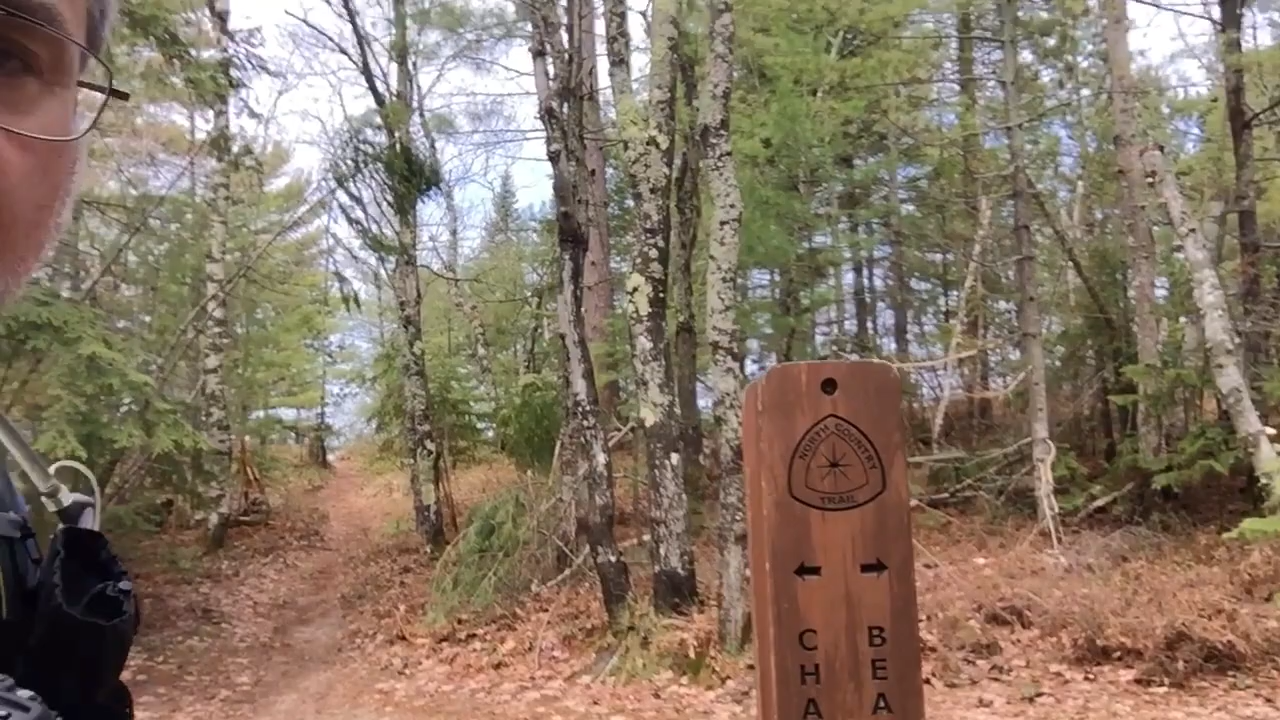 NORTH COUNTRY
TRAIL
← →
C B
H E
A A